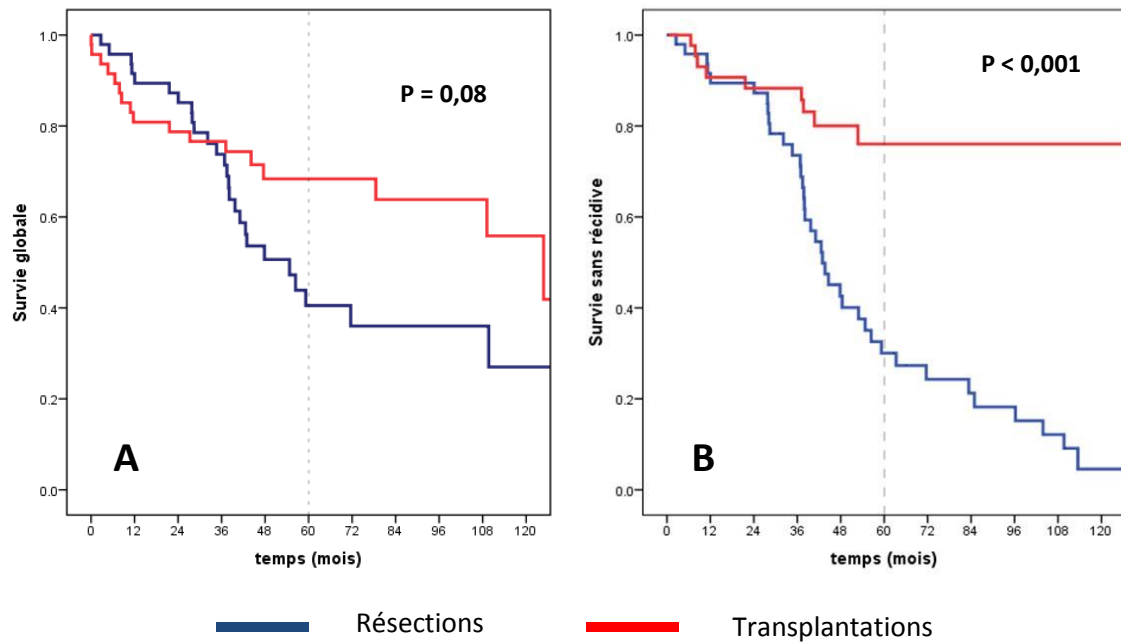 P = 0,08
1.0
0.8
0.6
0.4
0.2
0.0
Survie globale
A
0 12 24 36 48 60 72 84 96 108 120
temps (mois)
P < 0,001
1.0
0.8
0.6
0.4
0.2
0.0
Survie sans récidive
B
0 12 24 36 48 60 72 84 96 108 120
temps (mois)
Résections
Transplantations